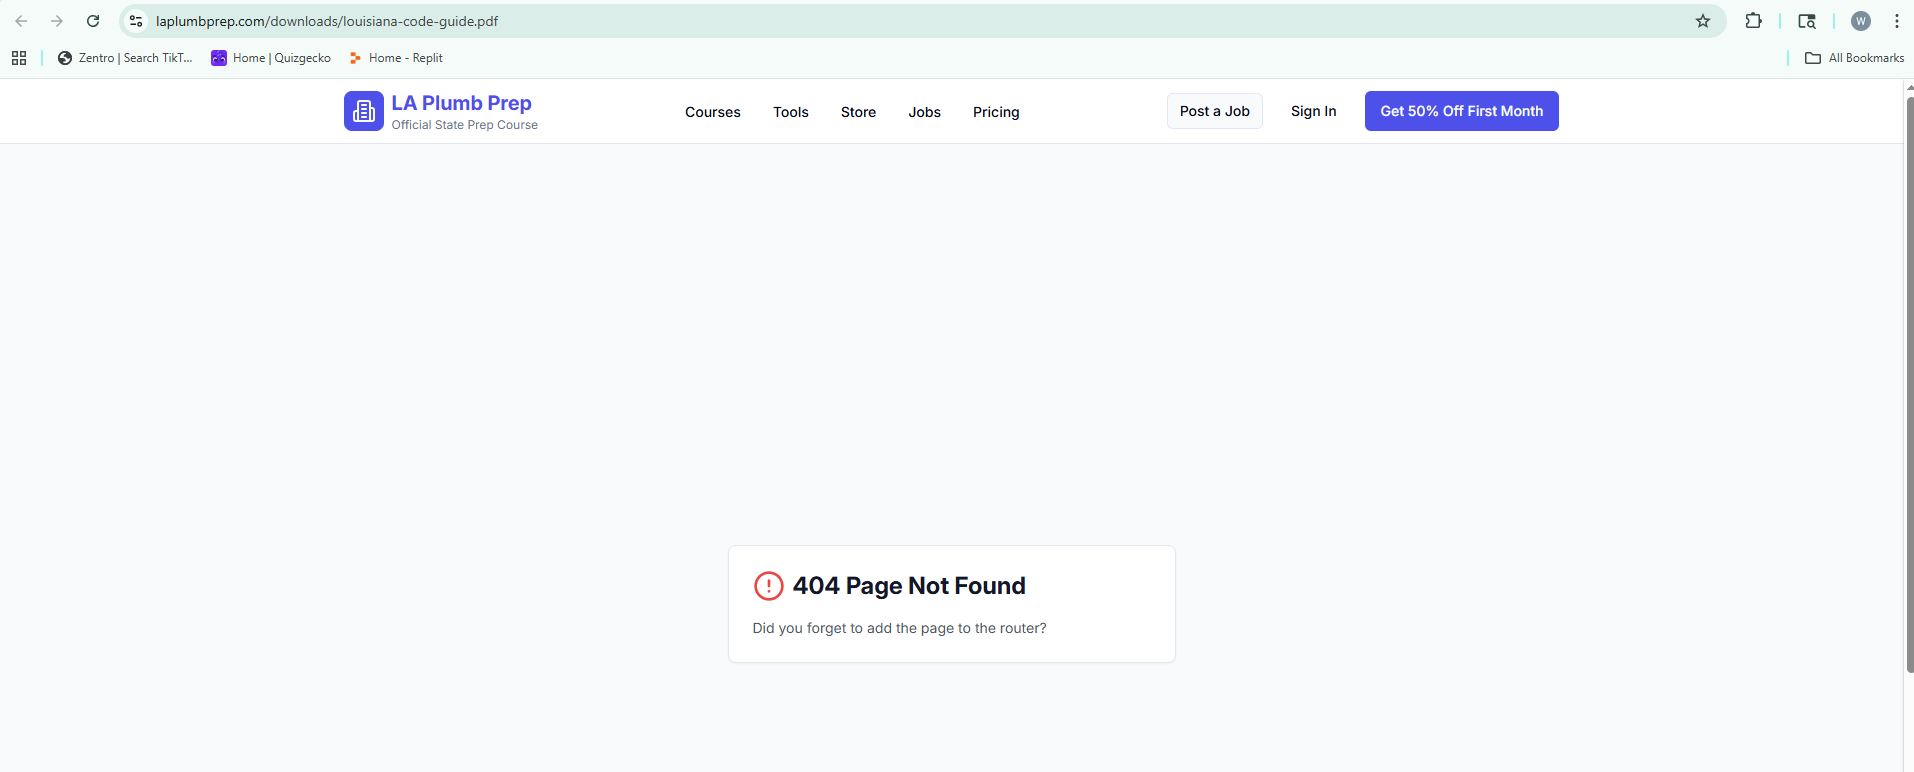 laplumbprep.com/downloads/louisiana-code-guide.pdf
W
Zentro | Search TikT...
Home | Quizgecko
Home - Replit
All Bookmarks
LA Plumb Prep
Official State Prep Course
Courses
Tools
Store
Jobs
Pricing
Post a Job
Sign In
Get 50% Off First Month
404 Page Not Found
Did you forget to add the page to the router?